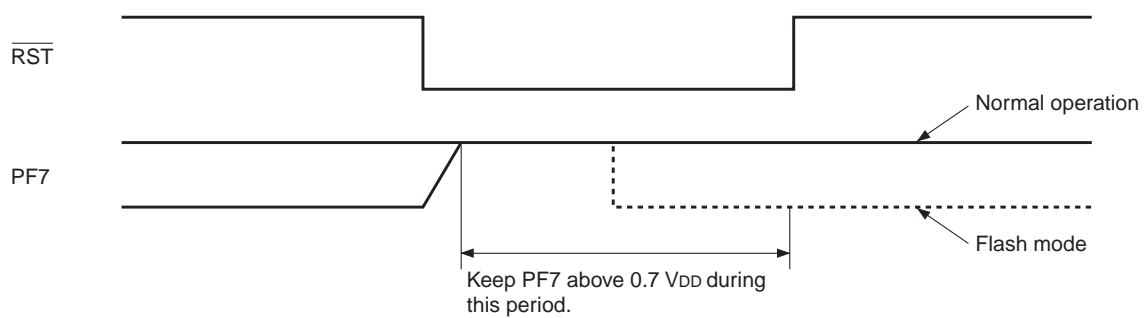 RST
Normal operation
PF7
Flash mode
Keep PF7 above 0.7 VDD during
this period.